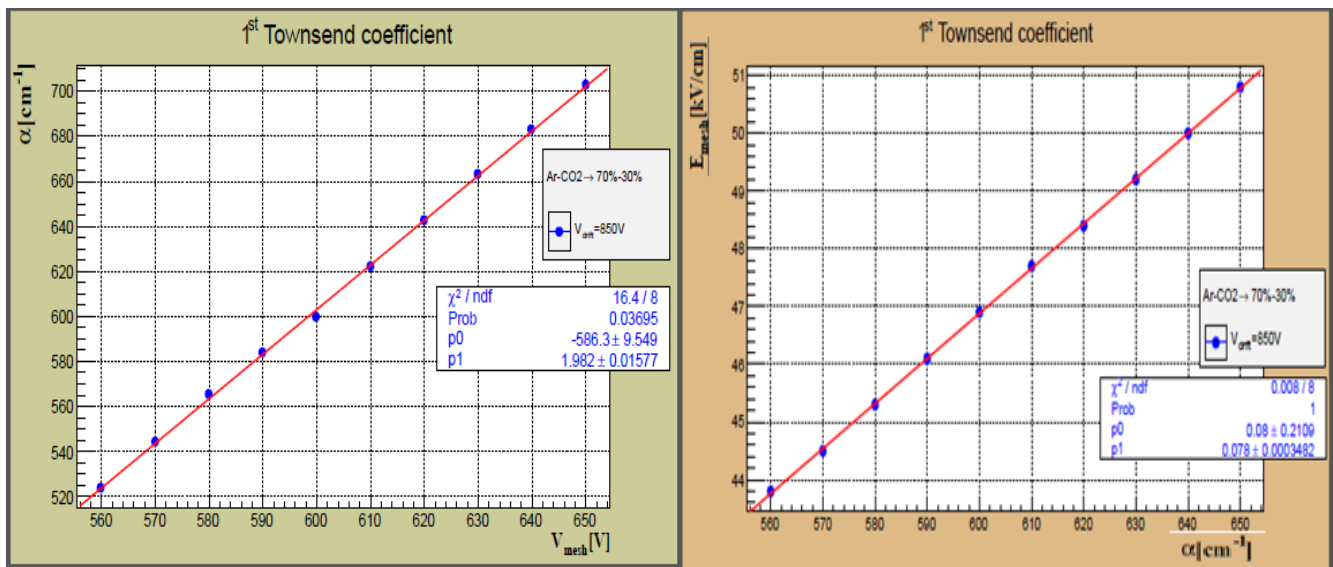 1st Townsend coefficient
α[cm-1]
700
680
660
640
620
600
580
560
540
520
560 570 580 590 600 610 620 630 640 650
Vmesh[V]
Ar-CO2→70%-30%
Vdrift=850V
χ2 / ndf 16.4 / 8
Prob 0.03695
p0 -586.3 ± 9.549
p1 1.982 ± 0.01577
1st Townsend coefficient
Emesh[kV/cm]
51
50
49
48
47
46
45
44
560 570 580 590 600 610 620 630 640 650
α[cm-1]
Ar-CO2→70%-30%
Vdrift=850V
χ2 / ndf 0.008 / 8
Prob 1
p0 0.08 ± 0.2109
p1 0.078 ± 0.0003482